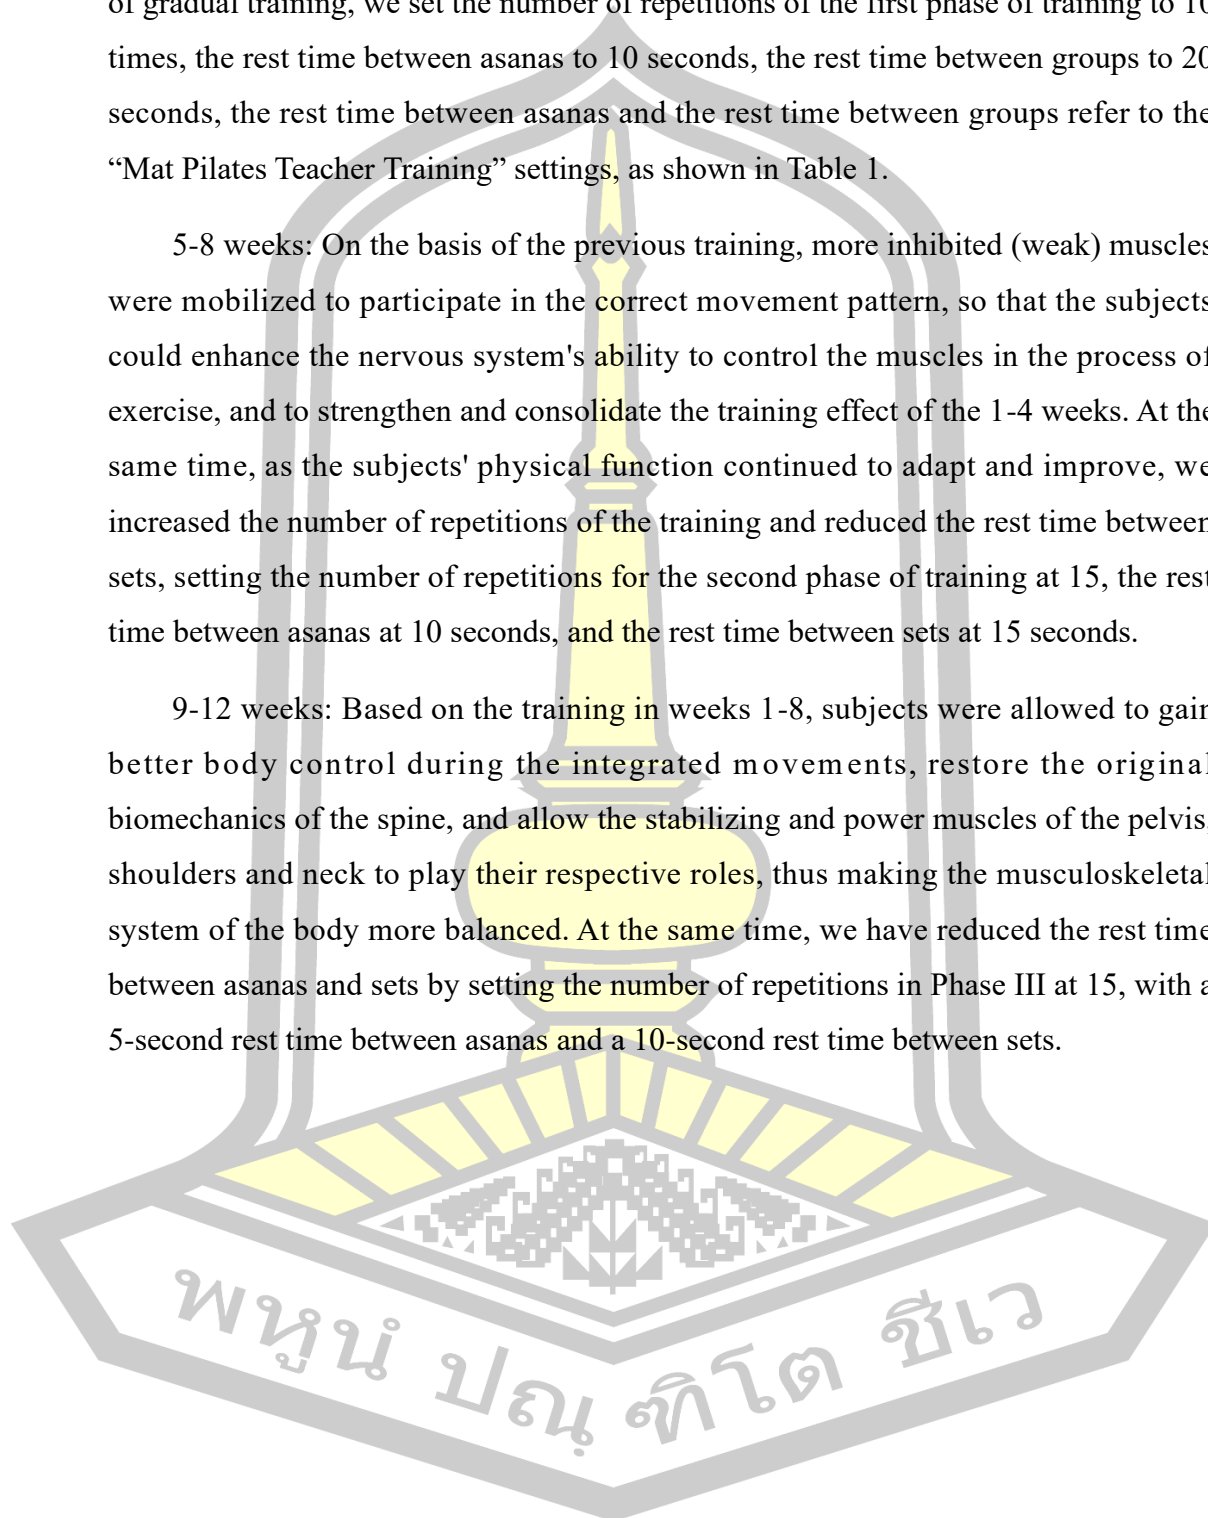 of gradual training, we set the number of repetitions of the first phase of training to 10
times, the rest time between asanas to 10 seconds, the rest time between groups to 20
seconds, the rest time between asanas and the rest time between groups refer to the
“Mat Pilates Teacher Training” settings, as shown in Table 1.
5-8 weeks: On the basis of the previous training, more inhibited (weak) muscles
were mobilized to participate in the correct movement pattern, so that the subjects
could enhance the nervous system's ability to control the muscles in the process of
exercise, and to strengthen and consolidate the training effect of the 1-4 weeks. At the
same time, as the subjects' physical function continued to adapt and improve, we
increased the number of repetitions of the training and reduced the rest time between
sets, setting the number of repetitions for the second phase of training at 15, the rest
time between asanas at 10 seconds, and the rest time between sets at 15 seconds.
9-12 weeks: Based on the training in weeks 1-8, subjects were allowed to gain
better body control during the integrated movements, restore the original
biomechanics of the spine, and allow the stabilizing and power muscles of the pelvis,
shoulders and neck to play their respective roles, thus making the musculoskeletal
system of the body more balanced. At the same time, we have reduced the rest time
between asanas and sets by setting the number of repetitions in Phase III at 15, with a
5-second rest time between asanas and a 10-second rest time between sets.
พหูนํ ปณฺฑิโต ชีเว